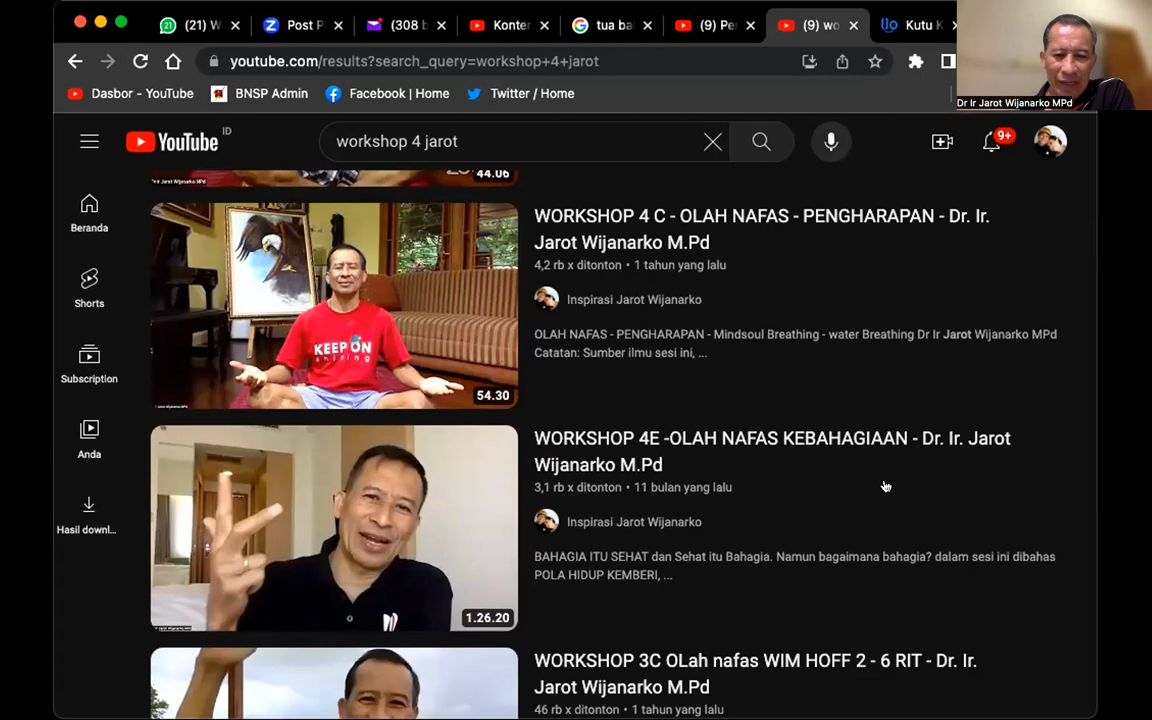 (21) W
Post P
(308 b
Konter
tua ba
(9) Pe
(9) wo
Kutu K
youtube.com/results?search_query=workshop+4+jarot
Dr Ir Jarot Wijanarko MPd
Dasbor - YouTube
BNSP Admin
Facebook | Home
Twitter / Home
YouTube ID
workshop 4 jarot
9+
44.06
Beranda
Shorts
Subscription
Anda
Hasil downl...
KEEP ON
shining
54.30
WORKSHOP 4 C - OLAH NAFAS - PENGHARAPAN - Dr. Ir.
Jarot Wijanarko M.Pd
4,2 rb x ditonton • 1 tahun yang lalu
Inspirasi Jarot Wijanarko
OLAH NAFAS - PENGHARAPAN - Mindsoul Breathing - water Breathing Dr Ir Jarot Wijanarko MPd
Catatan: Sumber ilmu sesi ini, ...
1.26.20
WORKSHOP 4E -OLAH NAFAS KEBAHAGIAAN - Dr. Ir. Jarot
Wijanarko M.Pd
3,1 rb x ditonton • 11 bulan yang lalu
Inspirasi Jarot Wijanarko
BAHAGIA ITU SEHAT dan Sehat itu Bahagia. Namun bagaimana bahagia? dalam sesi ini dibahas
POLA HIDUP KEMBERI, ...
WORKSHOP 3C OLah nafas WIM HOFF 2 - 6 RIT - Dr. Ir.
Jarot Wijanarko M.Pd
46 rb x ditonton • 1 tahun yang lalu